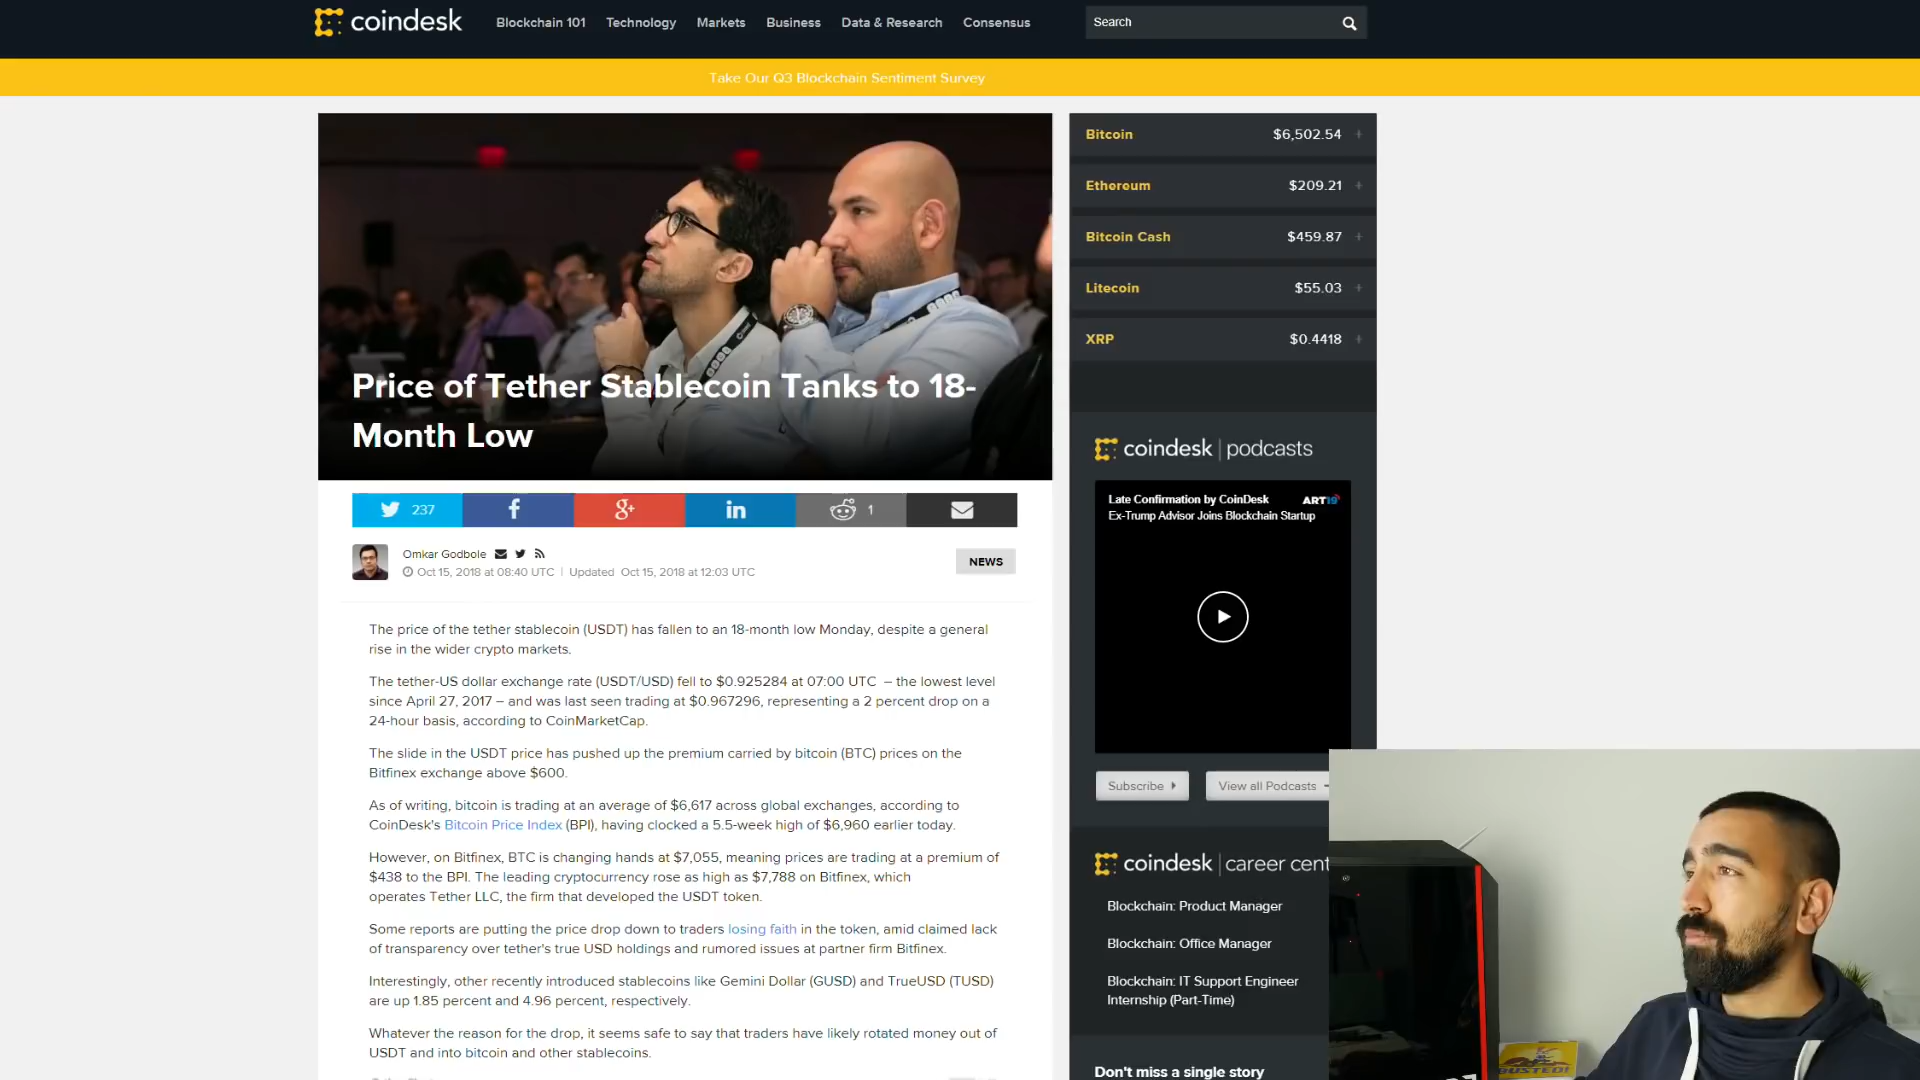 coindesk Blockchain 101 Technology Markets Business Data & Research Consensus Search
Take Our Q3 Blockchain Sentiment Survey
Price of Tether Stablecoin Tanks to 18-
Month Low
237
1
Omkar Godbole
Oct 15, 2018 at 08:40 UTC | Updated Oct 15, 2018 at 12:03 UTC
NEWS
The price of the tether stablecoin (USDT) has fallen to an 18-month low Monday, despite a general
rise in the wider crypto markets.
The tether-US dollar exchange rate (USDT/USD) fell to $0.925284 at 07:00 UTC – the lowest level
since April 27, 2017 – and was last seen trading at $0.967296, representing a 2 percent drop on a
24-hour basis, according to CoinMarketCap.
The slide in the USDT price has pushed up the premium carried by bitcoin (BTC) prices on the
Bitfinex exchange above $600.
As of writing, bitcoin is trading at an average of $6,617 across global exchanges, according to
CoinDesk's Bitcoin Price Index (BPI), having clocked a 5.5-week high of $6,960 earlier today.
However, on Bitfinex, BTC is changing hands at $7,055, meaning prices are trading at a premium of
$438 to the BPI. The leading cryptocurrency rose as high as $7,788 on Bitfinex, which
operates Tether LLC, the firm that developed the USDT token.
Some reports are putting the price drop down to traders losing faith in the token, amid claimed lack
of transparency over tether's true USD holdings and rumored issues at partner firm Bitfinex.
Interestingly, other recently introduced stablecoins like Gemini Dollar (GUSD) and TrueUSD (TUSD)
are up 1.85 percent and 4.96 percent, respectively.
Whatever the reason for the drop, it seems safe to say that traders have likely rotated money out of
USDT and into bitcoin and other stablecoins.
Bitcoin $6,502.54 +
Ethereum $209.21 +
Bitcoin Cash $459.87 +
Litecoin $55.03 +
XRP $0.4418 +
coindesk | podcasts
Late Confirmation by CoinDesk ART19
Ex-Trump Advisor Joins Blockchain Startup
Subscribe View all Podcasts
coindesk | career cent
Blockchain: Product Manager
Blockchain: Office Manager
Blockchain: IT Support Engineer
Internship (Part-Time)
Don't miss a single story
BUSTED!